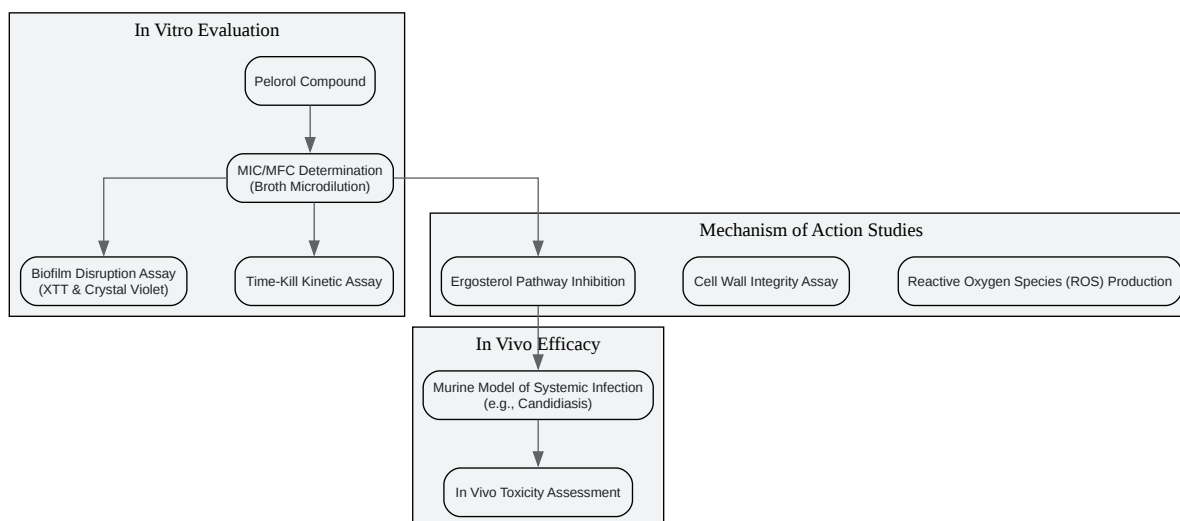 In Vitro Evaluation
Pelorol Compound
MIC/MFC Determination
(Broth Microdilution)
Biofilm Disruption Assay
(XTT & Crystal Violet)
Time-Kill Kinetic Assay
Mechanism of Action Studies
Ergosterol Pathway Inhibition
Cell Wall Integrity Assay
Reactive Oxygen Species (ROS) Production
In Vivo Efficacy
Murine Model of Systemic Infection
(e.g., Candidiasis)
In Vivo Toxicity Assessment